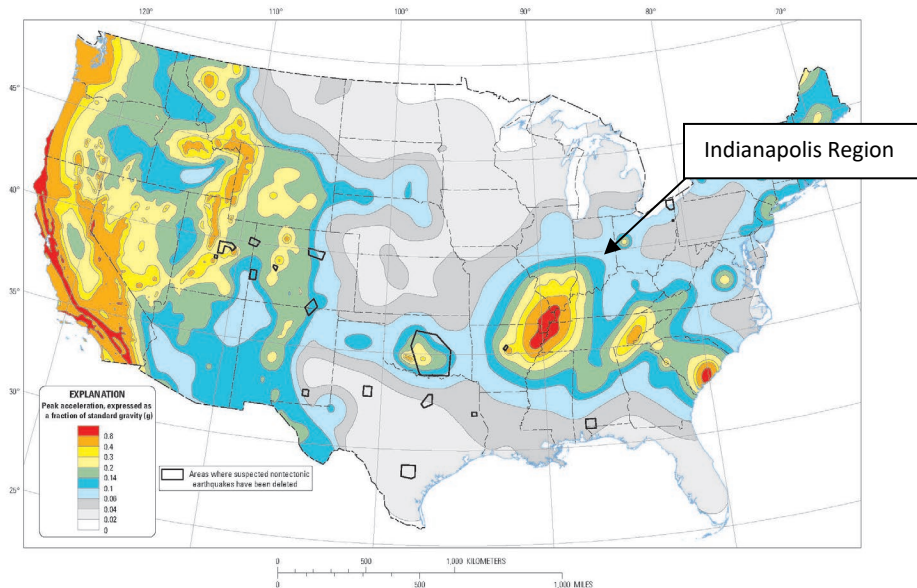 120°
110°
100°
90°
80°
70°
45°
40°
35°
30°
25°
Indianapolis Region
EXPLANATION
Peak acceleration, expressed as
a fraction of standard gravity (g)
0.8
0.4
0.3
0.2
0.14
0.1
0.06
0.04
0.02
0
Areas where suspected nontectonic
earthquakes have been deleted
0 500 1,000 KILOMETERS
0 500 1,000 MILES